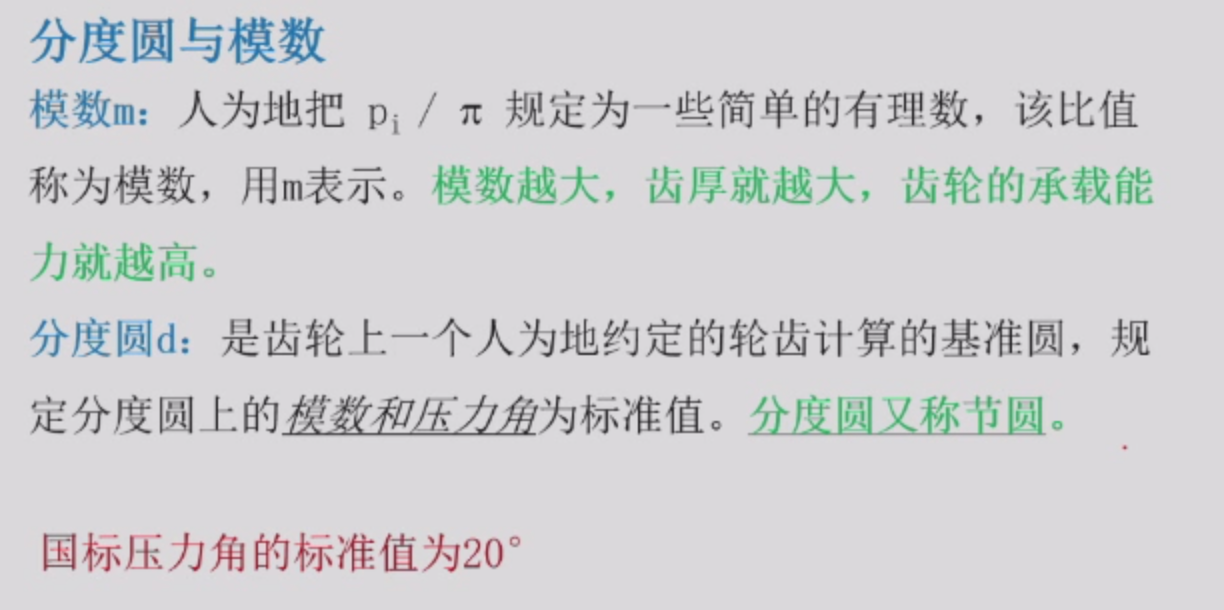 分度圆与模数
模数m：人为地把 pᵢ / π 规定为一些简单的有理数，该比值
称为模数，用m表示。模数越大，齿厚就越大，齿轮的承载能
力就越高。
分度圆d：是齿轮上一个人为地约定的轮齿计算的基准圆，规
定分度圆上的模数和压力角为标准值。分度圆又称节圆。
国标压力角的标准值为20°